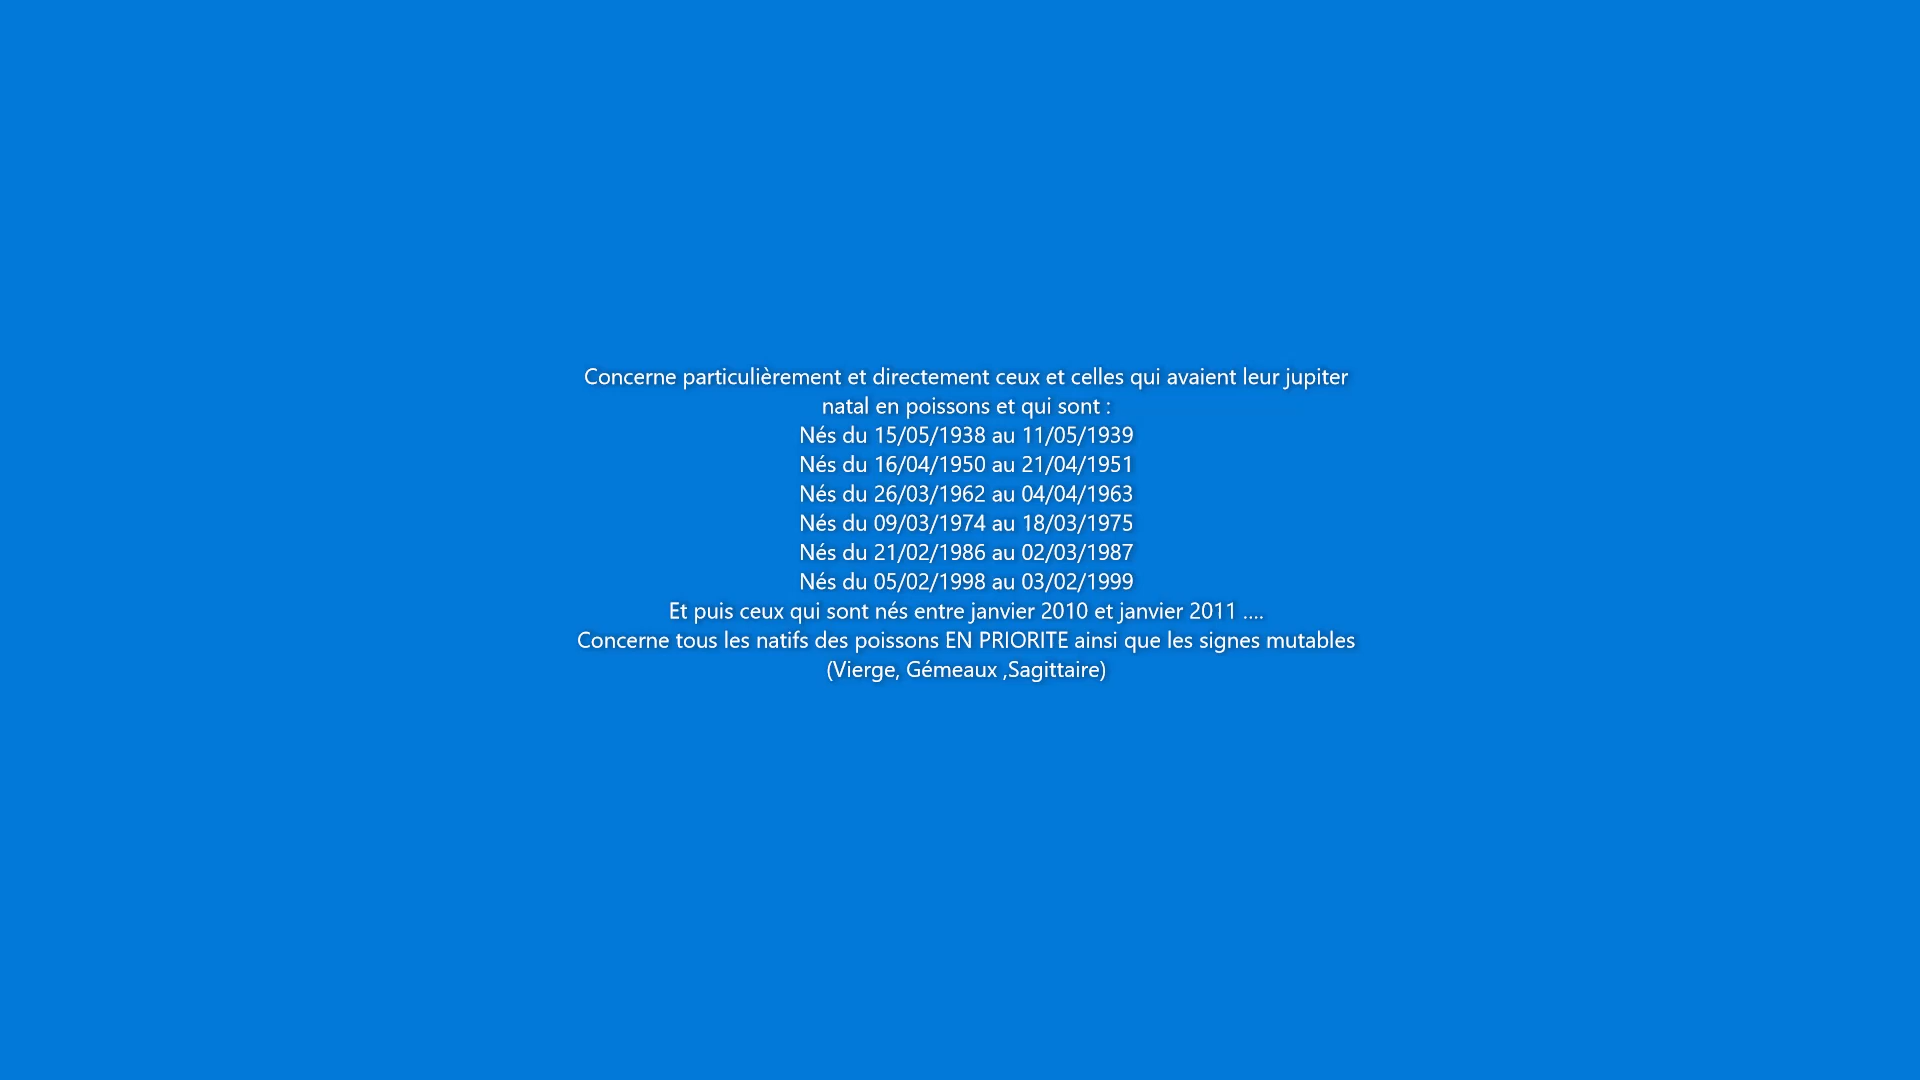 Concerne particulièrement et directement ceux et celles qui avaient leur jupiter
natal en poissons et qui sont :
Nés du 15/05/1938 au 11/05/1939
Nés du 16/04/1950 au 21/04/1951
Nés du 26/03/1962 au 04/04/1963
Nés du 09/03/1974 au 18/03/1975
Nés du 21/02/1986 au 02/03/1987
Nés du 05/02/1998 au 03/02/1999
Et puis ceux qui sont nés entre janvier 2010 et janvier 2011 ….
Concerne tous les natifs des poissons EN PRIORITE ainsi que les signes mutables
(Vierge, Gémeaux ,Sagittaire)